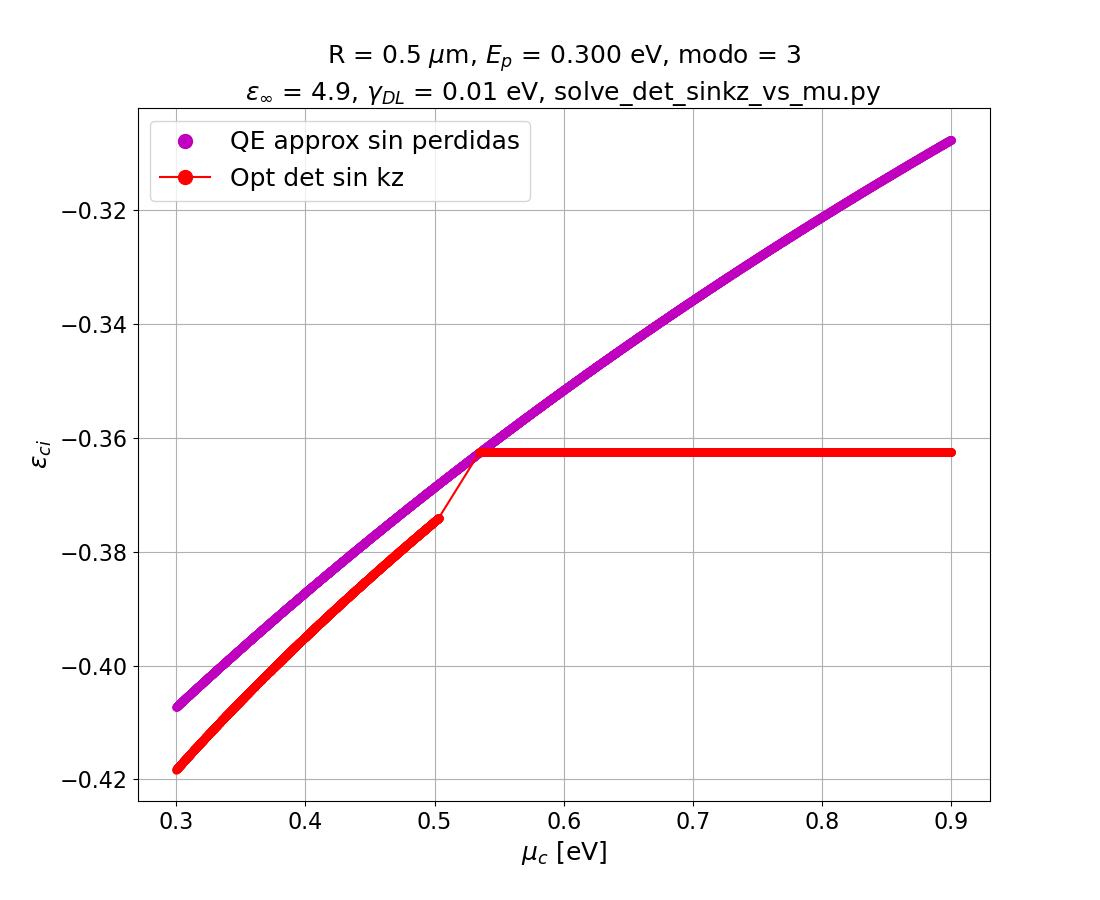 R = 0.5 μm, E_p = 0.300 eV, modo = 3
ε_∞ = 4.9, γ_DL = 0.01 eV, solve_det_sinkz_vs_mu.py
QE approx sin perdidas
Opt det sin kz
−0.32
−0.34
−0.36
−0.38
−0.40
−0.42
ε_ci
0.3 0.4 0.5 0.6 0.7 0.8 0.9
μ_c [eV]